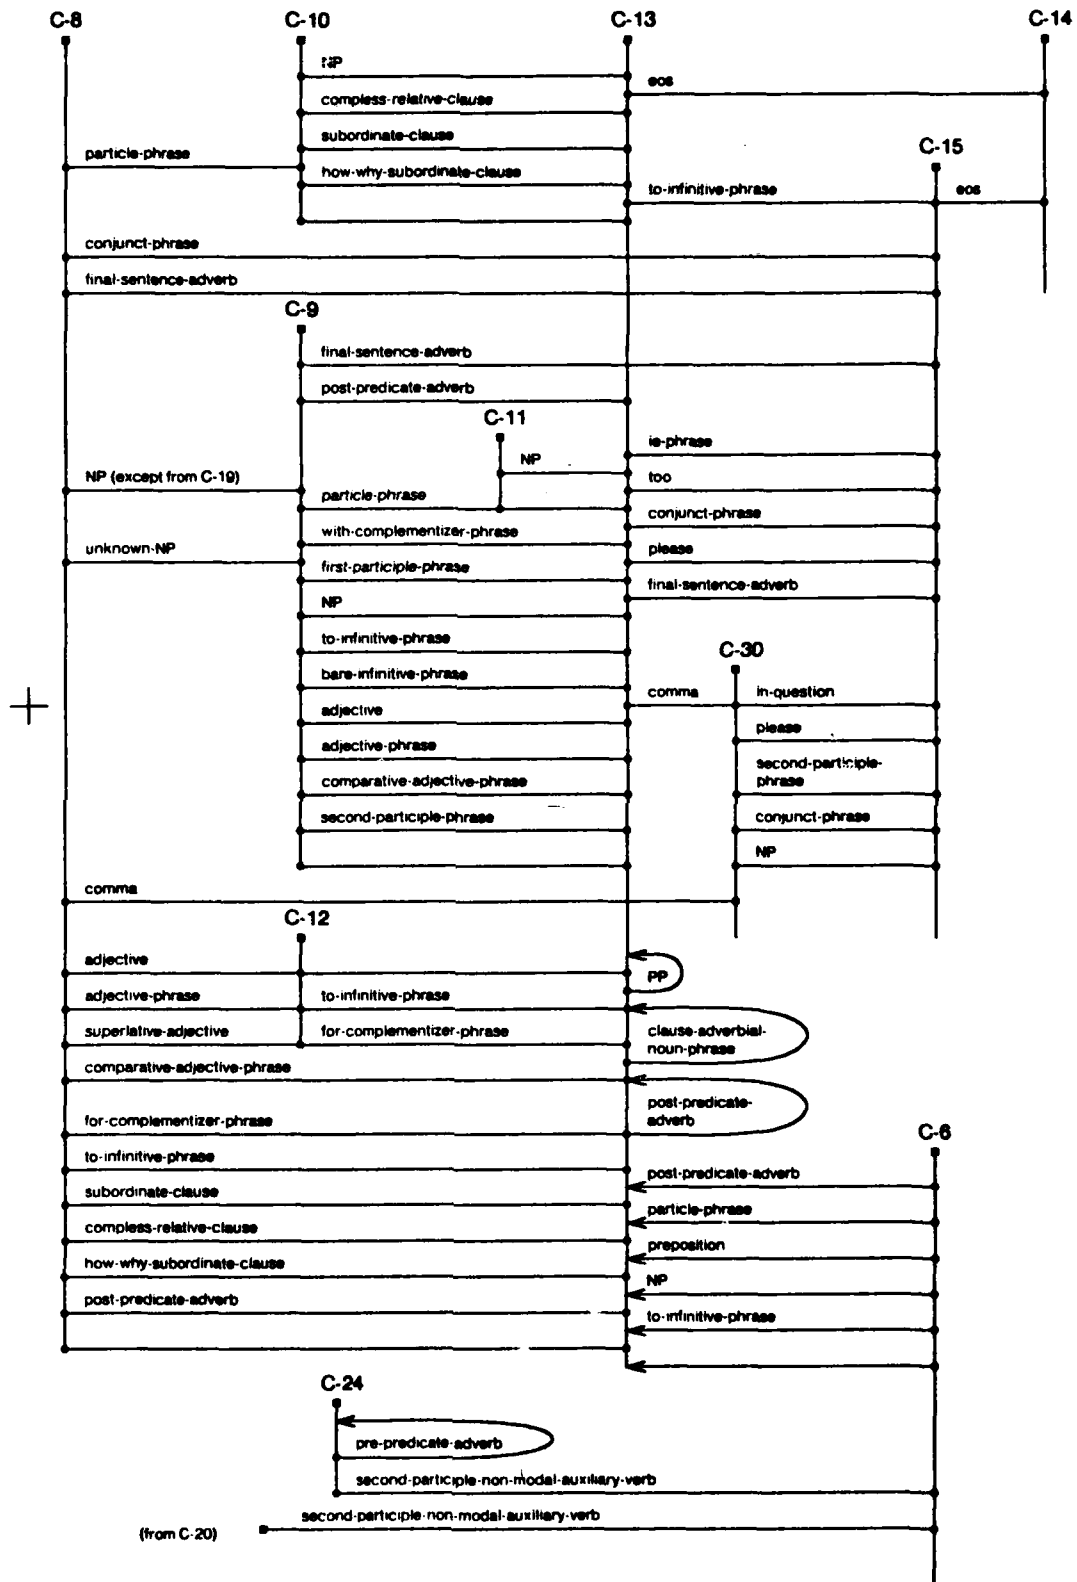 C-8 C-10 C-13 C-14
NP
eos
compless-relative-clause
subordinate-clause
C-15
particle-phrase
how-why-subordinate-clause
to-infinitive-phrase eos
conjunct-phrase
final-sentence-adverb
C-9
final-sentence-adverb
post-predicate-adverb
C-11
ie-phrase
NP
NP (except from C-19)
too
particle-phrase
conjunct-phrase
with-complementizer-phrase
unknown-NP
please
first-participle-phrase
final-sentence-adverb
NP
to-infinitive-phrase
C-30
bare-infinitive-phrase
comma in-question
adjective
please
adjective-phrase
second-participle-
phrase
comparative-adjective-phrase
second-participle-phrase
conjunct-phrase
NP
comma
C-12
adjective
PP
adjective-phrase to-infinitive-phrase
superlative-adjective for-complementizer-phrase
clause-adverbial-
noun-phrase
comparative-adjective-phrase
post-predicate-
adverb
for-complementizer-phrase
C-6
to-infinitive-phrase
post-predicate-adverb
subordinate-clause
particle-phrase
compless-relative-clause
preposition
how-why-subordinate-clause
NP
post-predicate-adverb
to-infinitive-phrase
C-24
pre-predicate-adverb
second-participle-non-modal-auxiliary-verb
second-participle-non-modal-auxiliary-verb
(from C-20)